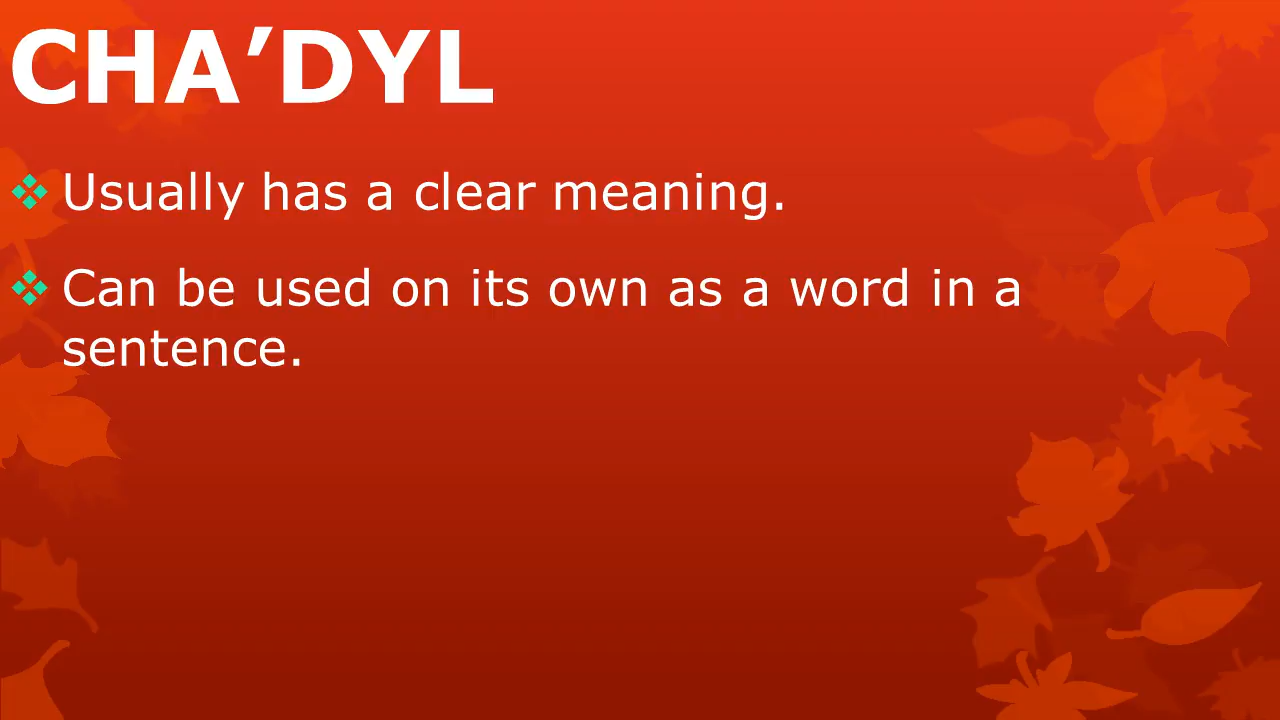 CHA’DYL
❖ Usually has a clear meaning.
❖ Can be used on its own as a word in a
sentence.